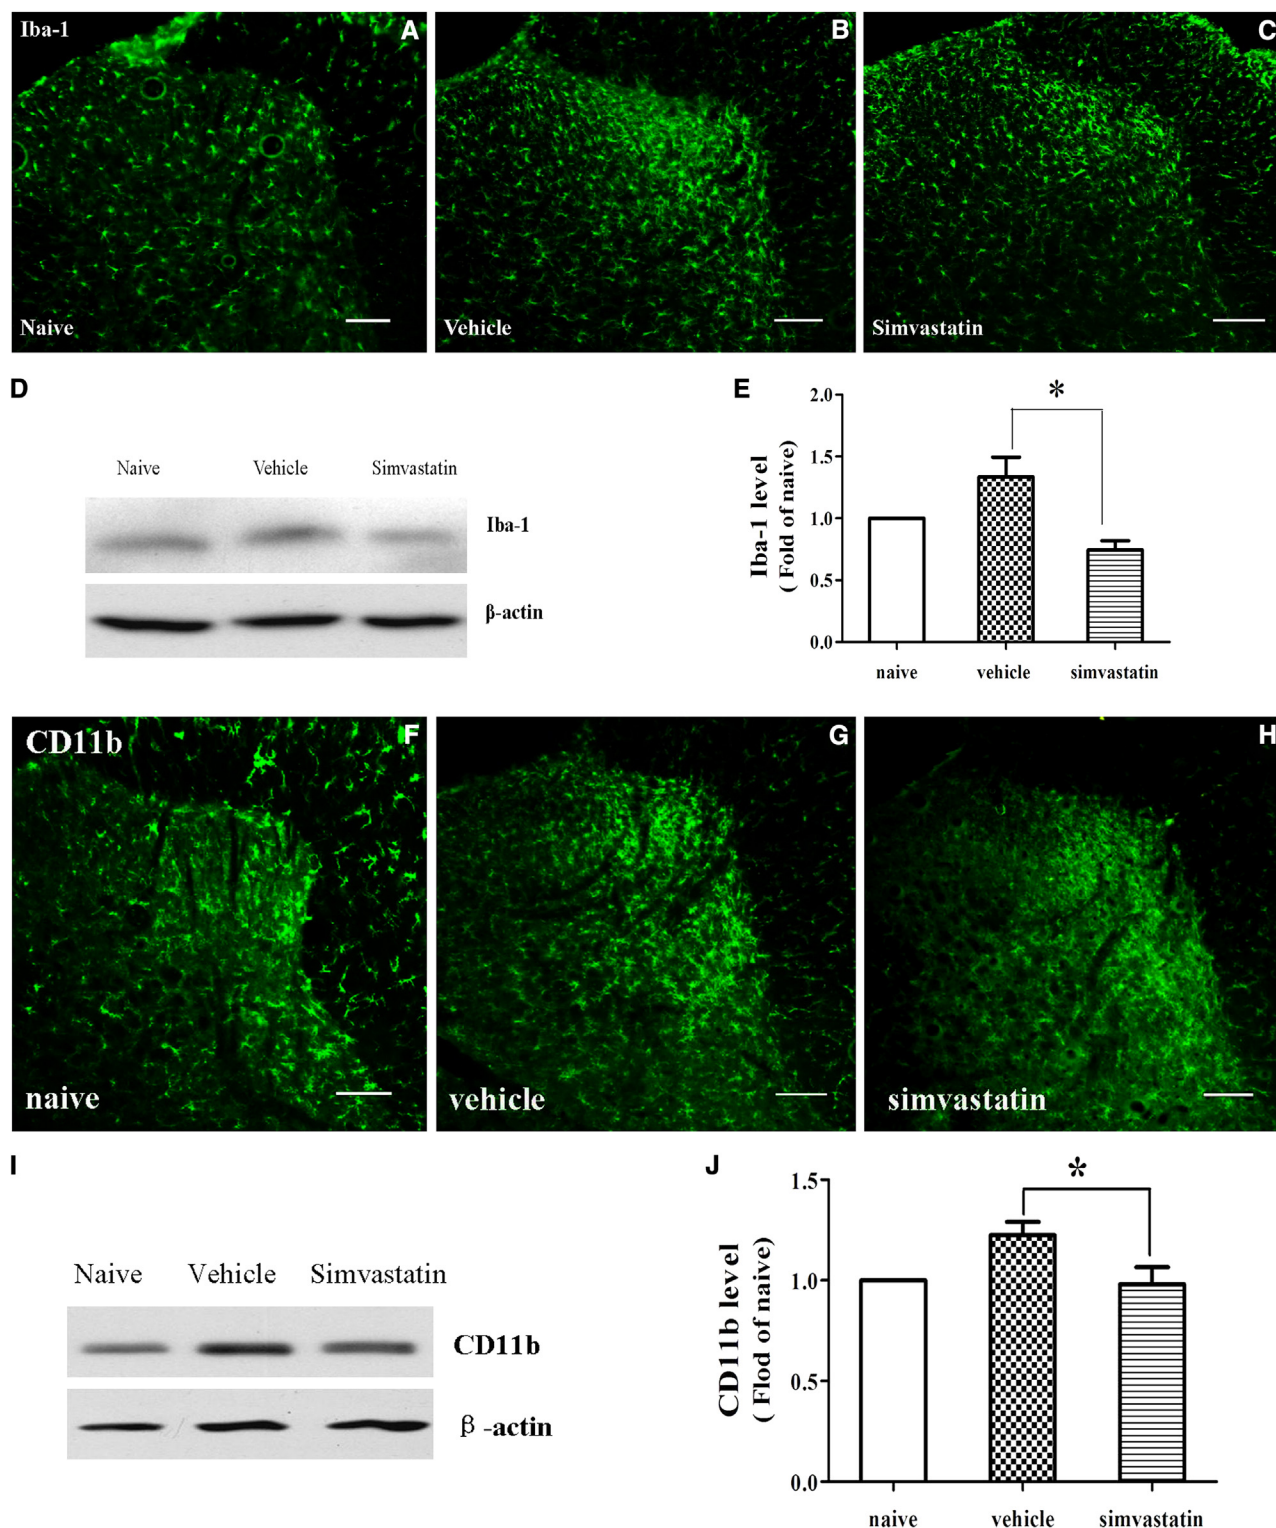 Iba-1
A
B
C
Naive
Vehicle
Simvastatin
D
Naive Vehicle Simvastatin
Iba-1
β-actin
E
*
2.0
1.5
1.0
0.5
0.0
Iba-1 level
( Fold of naive)
naive vehicle simvastatin
CD11b
F
G
H
naive
vehicle
simvastatin
I
Naive Vehicle Simvastatin
CD11b
β -actin
J
*
1.5
1.0
0.5
0.0
CD11b level
( Flod of naive)
naive vehicle simvastatin